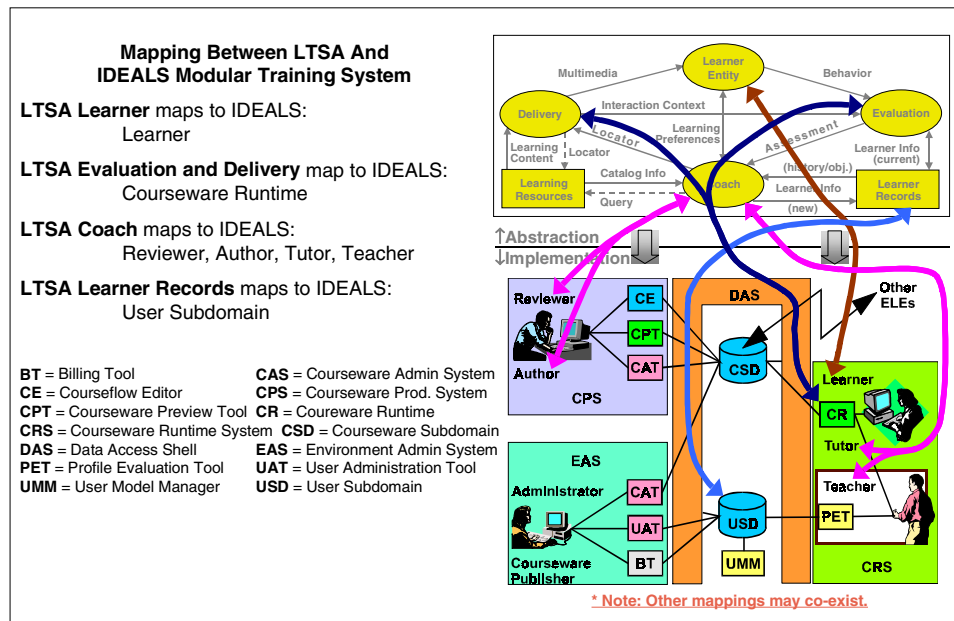 Mapping Between LTSA And
IDEALS Modular Training System
LTSA Learner maps to IDEALS:
Learner
LTSA Evaluation and Delivery map to IDEALS:
Courseware Runtime
LTSA Coach maps to IDEALS:
Reviewer, Author, Tutor, Teacher
LTSA Learner Records maps to IDEALS:
User Subdomain
BT = Billing Tool
CAS = Courseware Admin System
CE = Courseflow Editor
CPS = Courseware Prod. System
CPT = Courseware Preview Tool
CR = Coureware Runtime
CRS = Courseware Runtime System
CSD = Courseware Subdomain
DAS = Data Access Shell
EAS = Environment Admin System
PET = Profile Evaluation Tool
UAT = User Administration Tool
UMM = User Model Manager
USD = User Subdomain
Learner
Entity
Multimedia
Behavior
Delivery
Interaction Context
Evaluation
Locator
Learning
Preferences
Assessment
Learning
Content
Locator
Learner Info
(current)
Catalog Info
(history/obj.)
Learning
Resources
Coach
Learner Info
Learner
Records
Query
(new)
↑Abstraction
↓Implementation
Reviewer
CE
DAS
Other
ELEs
CPT
CSD
Author
CAT
CPS
Learner
CR
Tutor
EAS
Teacher
Administrator
CAT
UAT
USD
PET
Courseware
Publisher
BT
UMM
CRS
* Note: Other mappings may co-exist.